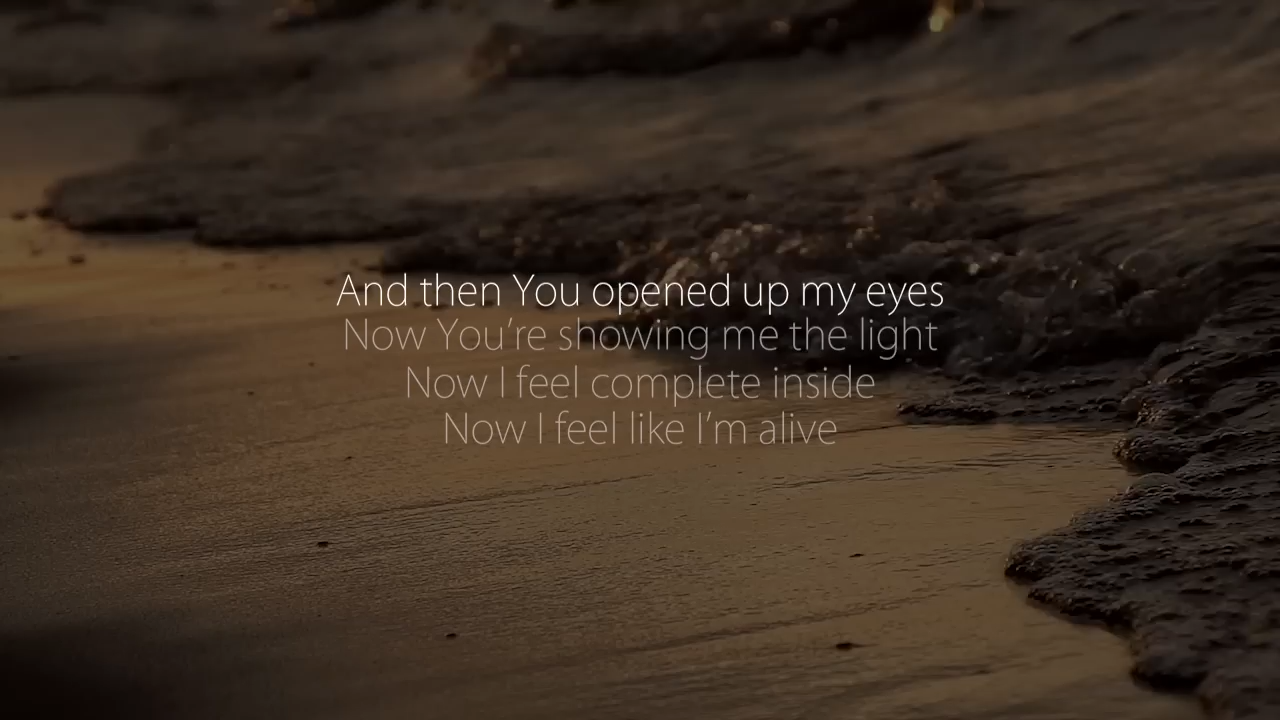 And then You opened up my eyes
Now You’re showing me the light
Now I feel complete inside
Now I feel like I’m alive